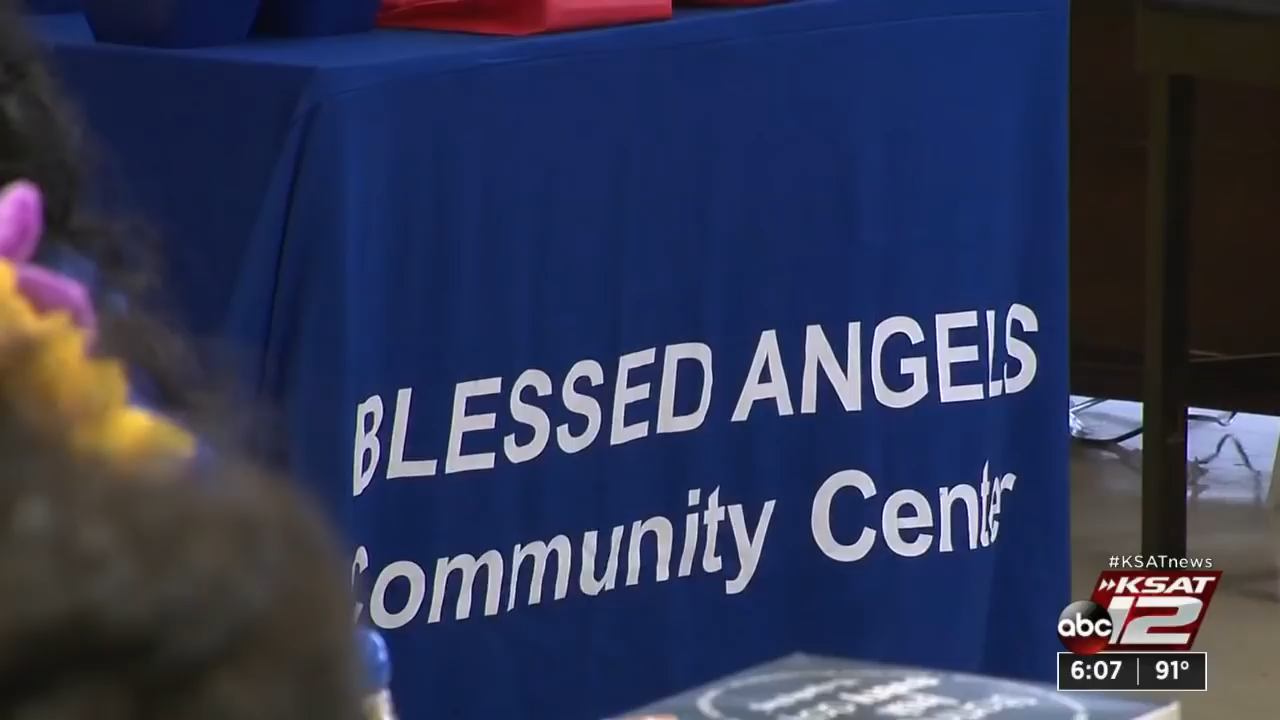 BLESSED ANGELS
Community Center
#KSATnews
KSAT
abc 12
6:07 91°